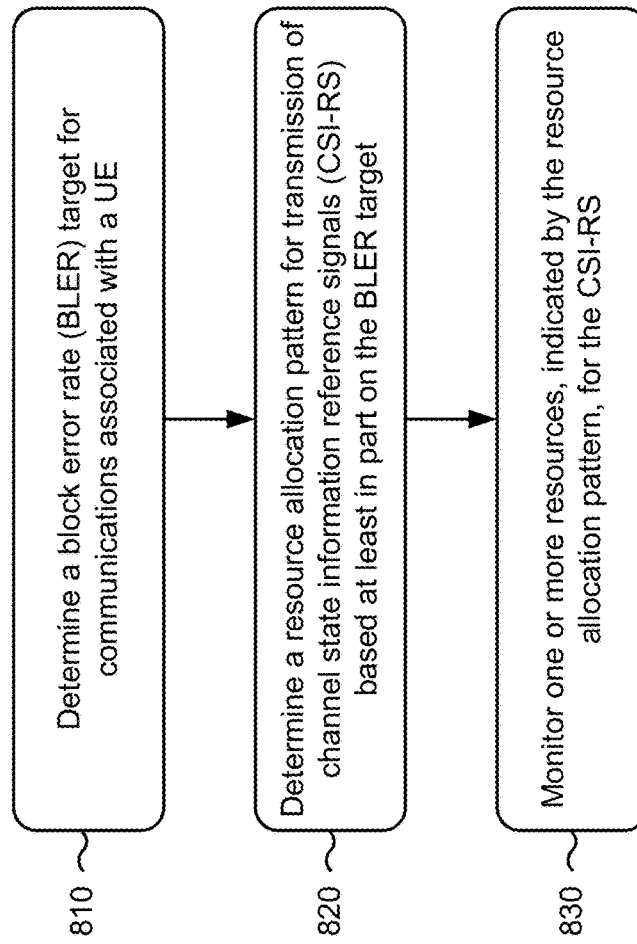 810
Determine a block error rate (BLER) target for
communications associated with a UE
820
Determine a resource allocation pattern for transmission of
channel state information reference signals (CSI-RS)
based at least in part on the BLER target
830
Monitor one or more resources, indicated by the resource
allocation pattern, for the CSI-RS